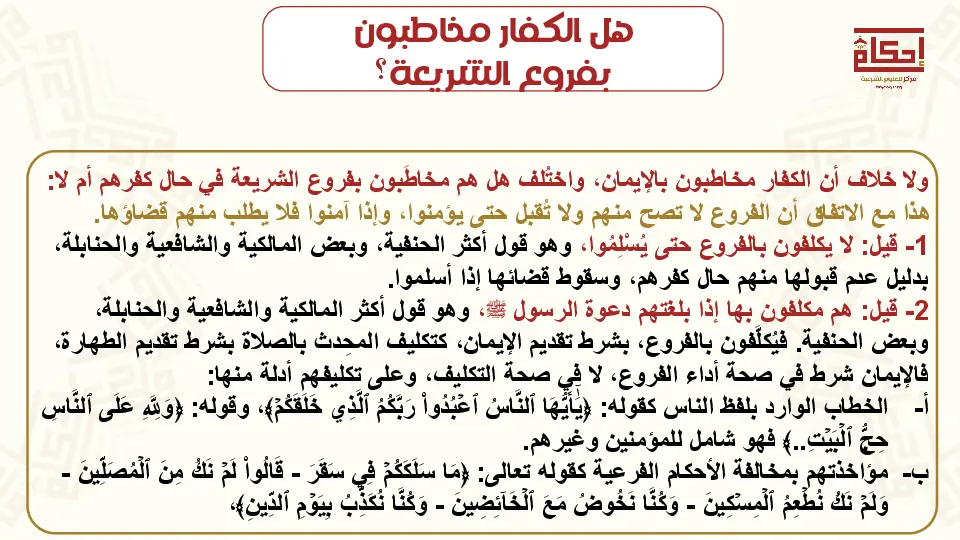 هل الكفار مخاطبون
بفروع الشريعة؟
إحكام
مركز للعلوم الشرعية
ولا خلاف أن الكفار مخاطبون بالإيمان، واختُلف هل هم مخاطَبون بفروع الشريعة في حال كفرهم أم لا:
هذا مع الاتفاق أن الفروع لا تصح منهم ولا تُقبل حتى يؤمنوا، وإذا آمنوا فلا يطلب منهم قضاؤها.
1- قيل: لا يكلفون بالفروع حتى يُسْلِمُوا، وهو قول أكثر الحنفية، وبعض المالكية والشافعية والحنابلة،
بدليل عدم قبولها منهم حال كفرهم، وسقوط قضائها إذا أسلموا.
2- قيل: هم مكلفون بها إذا بلغتهم دعوة الرسول ﷺ، وهو قول أكثر المالكية والشافعية والحنابلة،
وبعض الحنفية. فيُكلَّفون بالفروع، بشرط تقديم الإيمان، كتكليف المحدِث بالصلاة بشرط تقديم الطهارة،
فالإيمان شرط في صحة أداء الفروع، لا في صحة التكليف، وعلى تكليفهم أدلة منها:
أ- الخطاب الوارد بلفظ الناس كقوله: ﴿يَٰٓأَيُّهَا ٱلنَّاسُ ٱعۡبُدُواْ رَبَّكُمُ ٱلَّذِي خَلَقَكُمۡ﴾، وقوله: ﴿وَلِلَّهِ عَلَى ٱلنَّاسِ
حِجُّ ٱلۡبَيۡتِ..﴾ فهو شامل للمؤمنين وغيرهم.
ب- مؤاخذتهم بمخالفة الأحكام الفرعية كقوله تعالى: ﴿مَا سَلَكَكُمۡ فِي سَقَرَ - قَالُواْ لَمۡ نَكُ مِنَ ٱلۡمُصَلِّينَ -
وَلَمۡ نَكُ نُطۡعِمُ ٱلۡمِسۡكِينَ - وَكُنَّا نَخُوضُ مَعَ ٱلۡخَآئِضِينَ - وَكُنَّا نُكَذِّبُ بِيَوۡمِ ٱلدِّينِ﴾،